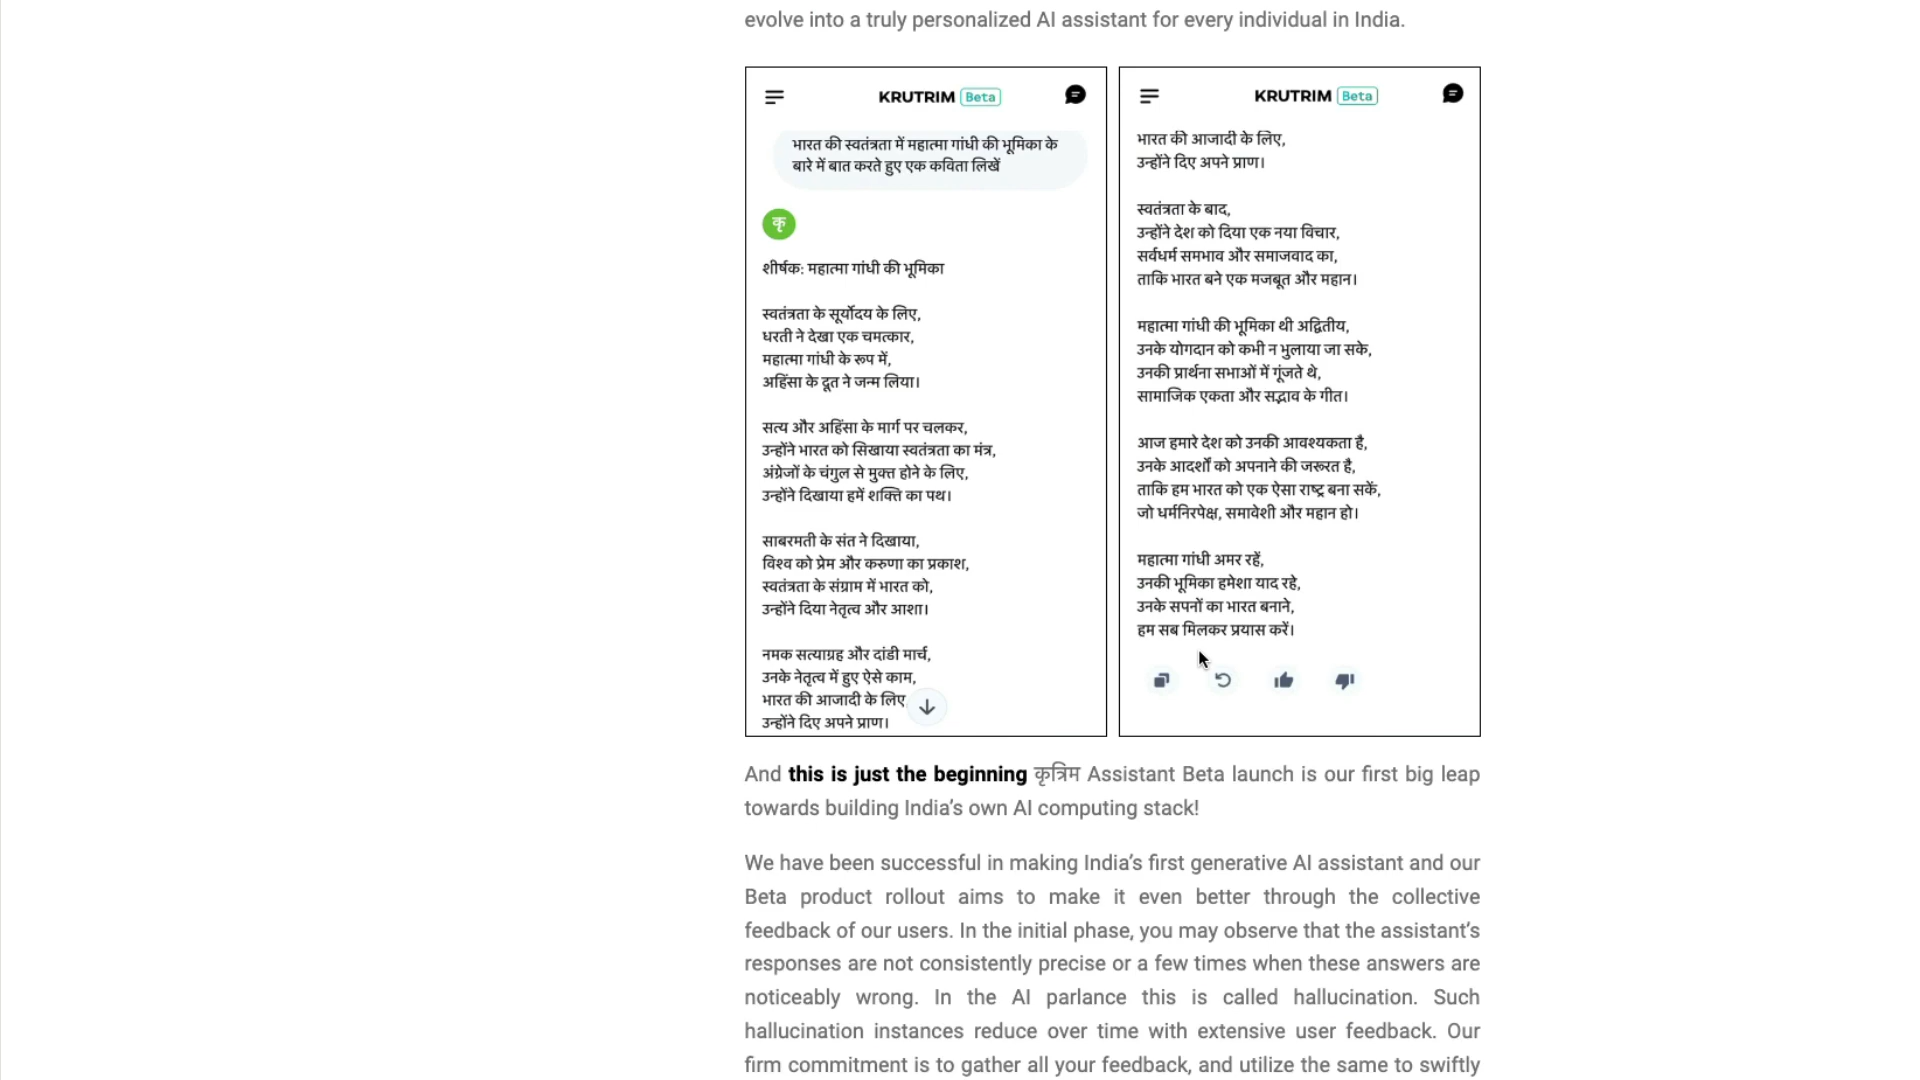 evolve into a truly personalized AI assistant for every individual in India.
KRUTRIM Beta
भारत की स्वतंत्रता में महात्मा गांधी की भूमिका के
बारे में बात करते हुए एक कविता लिखें
कृ
शीर्षक: महात्मा गांधी की भूमिका
स्वतंत्रता के सूर्योदय के लिए,
धरती ने देखा एक चमत्कार,
महात्मा गांधी के रूप में,
अहिंसा के दूत ने जन्म लिया।
सत्य और अहिंसा के मार्ग पर चलकर,
उन्होंने भारत को सिखाया स्वतंत्रता का मंत्र,
अंग्रेजों के चंगुल से मुक्त होने के लिए,
उन्होंने दिखाया हमें शक्ति का पथ।
साबरमती के संत ने दिखाया,
विश्व को प्रेम और करुणा का प्रकाश,
स्वतंत्रता के संग्राम में भारत को,
उन्होंने दिया नेतृत्व और आशा।
नमक सत्याग्रह और दांडी मार्च,
उनके नेतृत्व में हुए ऐसे काम,
भारत की आजादी के लिए
उन्होंने दिए अपने प्राण।
KRUTRIM Beta
भारत की आजादी के लिए,
उन्होंने दिए अपने प्राण।
स्वतंत्रता के बाद,
उन्होंने देश को दिया एक नया विचार,
सर्वधर्म समभाव और समाजवाद का,
ताकि भारत बने एक मजबूत और महान।
महात्मा गांधी की भूमिका थी अद्वितीय,
उनके योगदान को कभी न भुलाया जा सके,
उनकी प्रार्थना सभाओं में गूंजते थे,
सामाजिक एकता और सद्भाव के गीत।
आज हमारे देश को उनकी आवश्यकता है,
उनके आदर्शों को अपनाने की जरूरत है,
ताकि हम भारत को एक ऐसा राष्ट्र बना सकें,
जो धर्मनिरपेक्ष, समावेशी और महान हो।
महात्मा गांधी अमर रहें,
उनकी भूमिका हमेशा याद रहे,
उनके सपनों का भारत बनाने,
हम सब मिलकर प्रयास करें।
And this is just the beginning कृत्रिम Assistant Beta launch is our first big leap
towards building India’s own AI computing stack!
We have been successful in making India’s first generative AI assistant and our
Beta product rollout aims to make it even better through the collective
feedback of our users. In the initial phase, you may observe that the assistant’s
responses are not consistently precise or a few times when these answers are
noticeably wrong. In the AI parlance this is called hallucination. Such
hallucination instances reduce over time with extensive user feedback. Our
firm commitment is to gather all your feedback, and utilize the same to swiftly